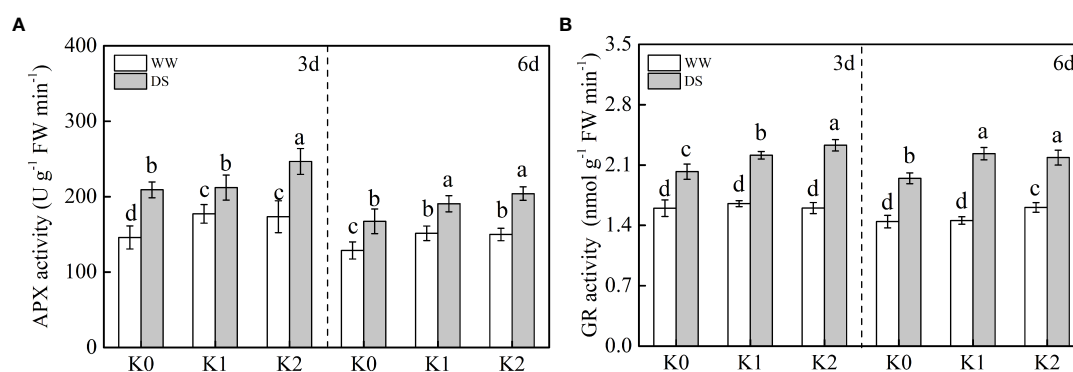 A
APX activity (U g⁻¹ FW min⁻¹)
400
300
200
100
0
WW
DS
3d
6d
d
b
c
b
c
a
c
b
b
a
b
a
K0
K1
K2
K0
K1
K2
B
GR activity (nmol g⁻¹ FW min⁻¹)
3.5
2.8
2.1
1.4
0.7
0.0
WW
DS
3d
6d
d
c
d
b
d
a
d
b
d
a
c
a
K0
K1
K2
K0
K1
K2